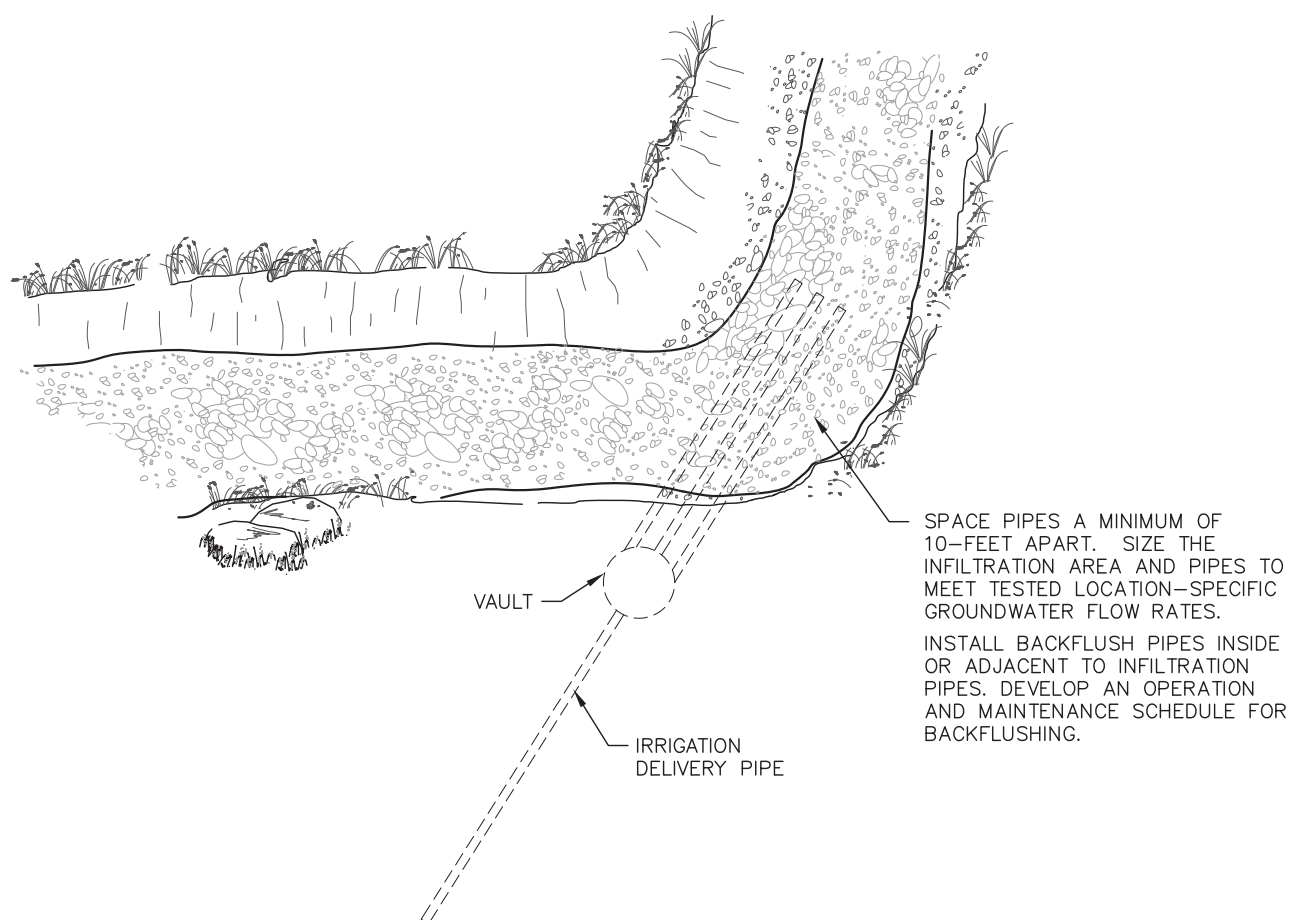 SPACE PIPES A MINIMUM OF
10-FEET APART. SIZE THE
INFILTRATION AREA AND PIPES TO
MEET TESTED LOCATION-SPECIFIC
GROUNDWATER FLOW RATES.
INSTALL BACKFLUSH PIPES INSIDE
OR ADJACENT TO INFILTRATION
PIPES. DEVELOP AN OPERATION
AND MAINTENANCE SCHEDULE FOR
BACKFLUSHING.
VAULT
IRRIGATION
DELIVERY PIPE